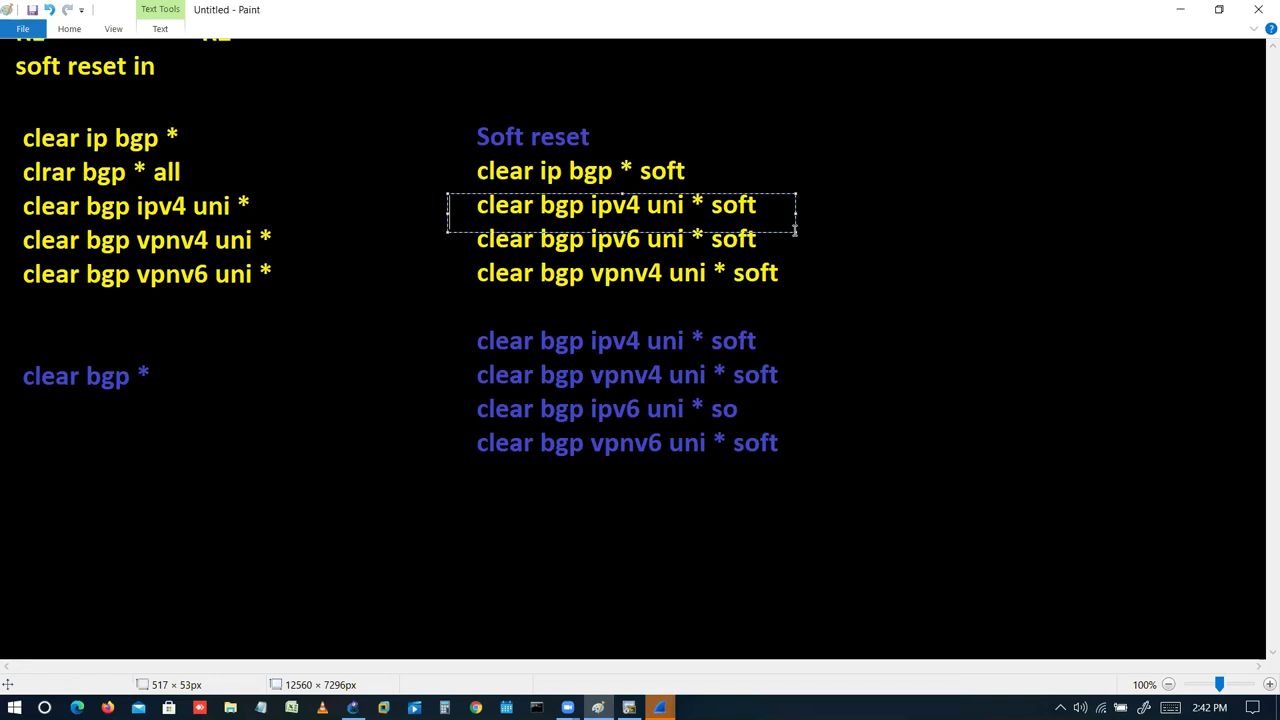 Text Tools
Untitled - Paint
File
Home
View
Text
soft reset in
clear ip bgp *
clrar bgp * all
clear bgp ipv4 uni *
clear bgp vpnv4 uni *
clear bgp vpnv6 uni *
clear bgp *
Soft reset
clear ip bgp * soft
clear bgp ipv4 uni * soft
clear bgp ipv6 uni * soft
clear bgp vpnv4 uni * soft
clear bgp ipv4 uni * soft
clear bgp vpnv4 uni * soft
clear bgp ipv6 uni * so
clear bgp vpnv6 uni * soft
517 × 53px
12560 × 7296px
100%
2:42 PM